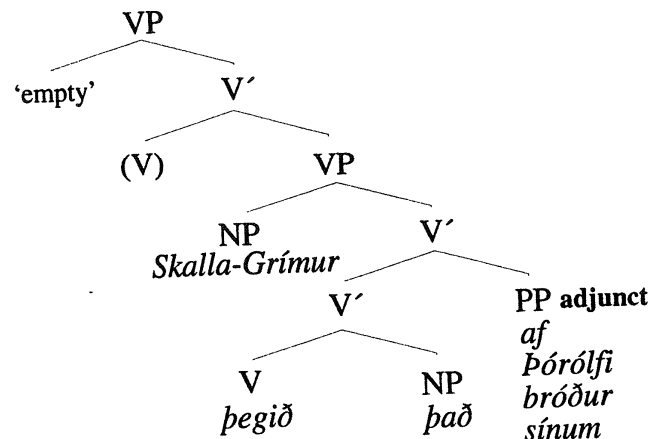 VP
'empty' V´
(V) VP
NP V´
Skalla-Grímur
V´ PP adjunct
af
Þórólfi
V NP bróður
þegið það sínum